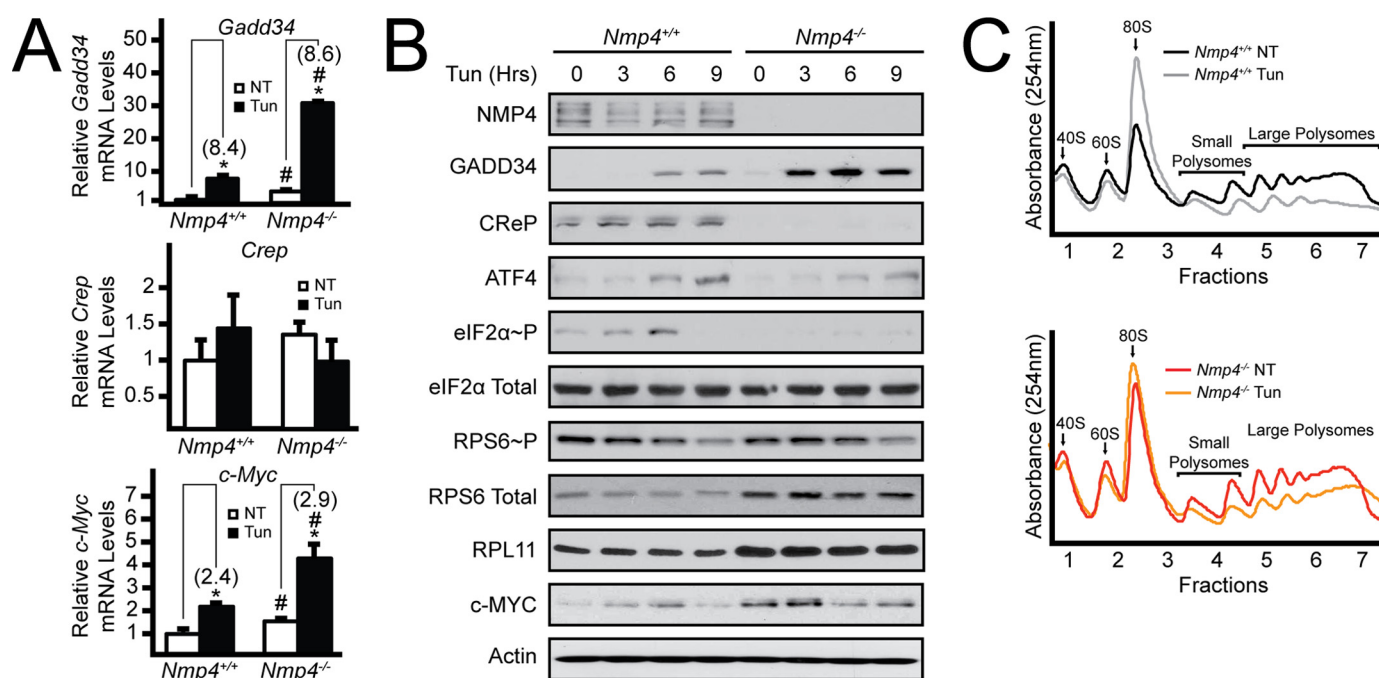 A
Gadd34
Relative Gadd34
mRNA Levels
50
40
30
20
10
1
NT
Tun
(8.4)
*
#
(8.6)
#
*
Nmp4+/+ Nmp4-/-
Crep
Relative Crep
mRNA Levels
2
1.5
1
0.5
NT
Tun
Nmp4+/+ Nmp4-/-
c-Myc
Relative c-Myc
mRNA Levels
7
6
5
4
3
2
1
NT
Tun
(2.4)
*
#
(2.9)
#
*
Nmp4+/+ Nmp4-/-
B
Nmp4+/+ Nmp4-/-
Tun (Hrs) 0 3 6 9 0 3 6 9
NMP4
GADD34
CReP
ATF4
eIF2α~P
eIF2α Total
RPS6~P
RPS6 Total
RPL11
c-MYC
Actin
C
Absorbance (254nm)
Nmp4+/+ NT
Nmp4+/+ Tun
40S
60S
80S
Small
Polysomes
Large Polysomes
1 2 3 4 5 6 7
Fractions
Absorbance (254nm)
Nmp4-/- NT
Nmp4-/- Tun
40S
60S
80S
Small
Polysomes
Large Polysomes
1 2 3 4 5 6 7
Fractions